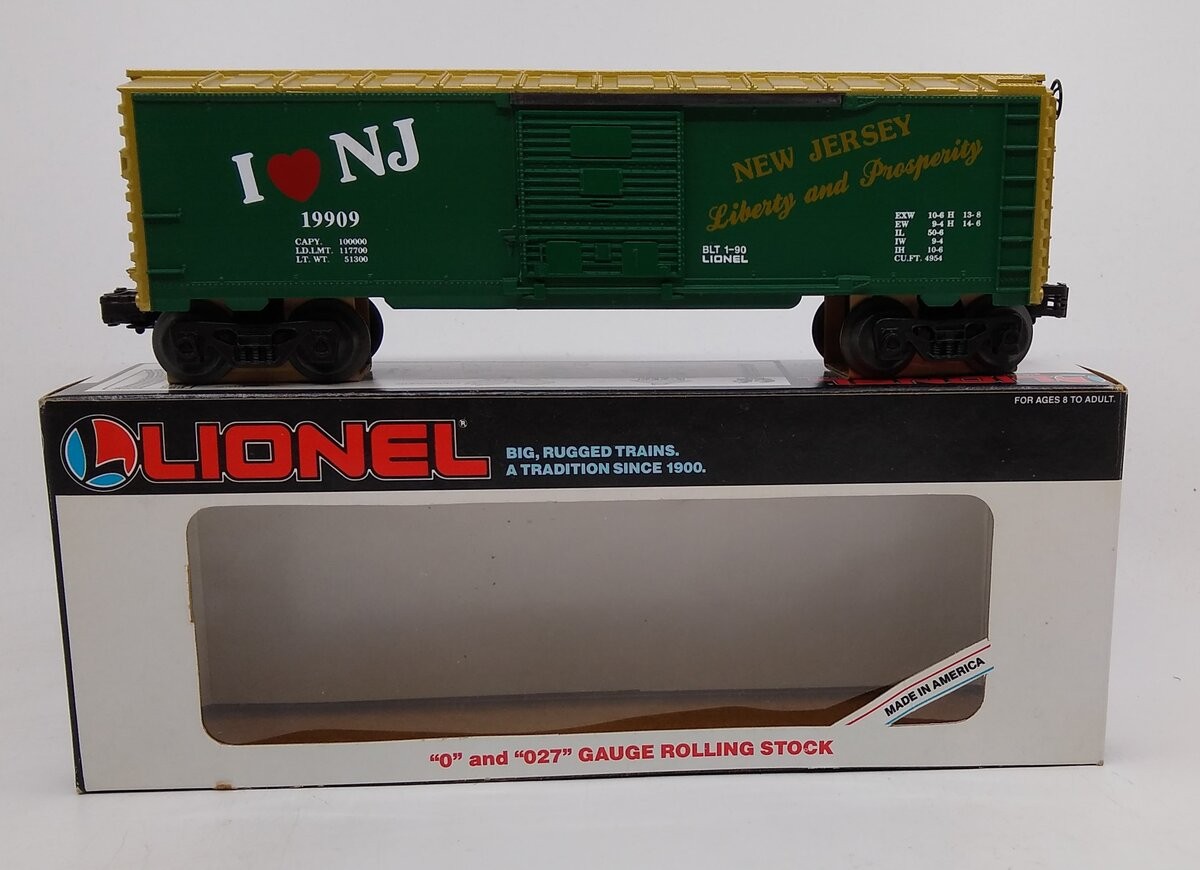 I ❤ NJ
19909
CAPY. 100000
LD.LMT. 117700
LT. WT. 51300
NEW JERSEY
Liberty and Prosperity
BLT 1-90
LIONEL
EXW 10-6 H 13-8
EW 9-4 H 14-6
IL 50-6
IW 9-4
IH 10-6
CU.FT. 4954
FOR AGES 8 TO ADULT.
L LIONEL®
BIG, RUGGED TRAINS.
A TRADITION SINCE 1900.
MADE IN AMERICA
“O” and “027” GAUGE ROLLING STOCK